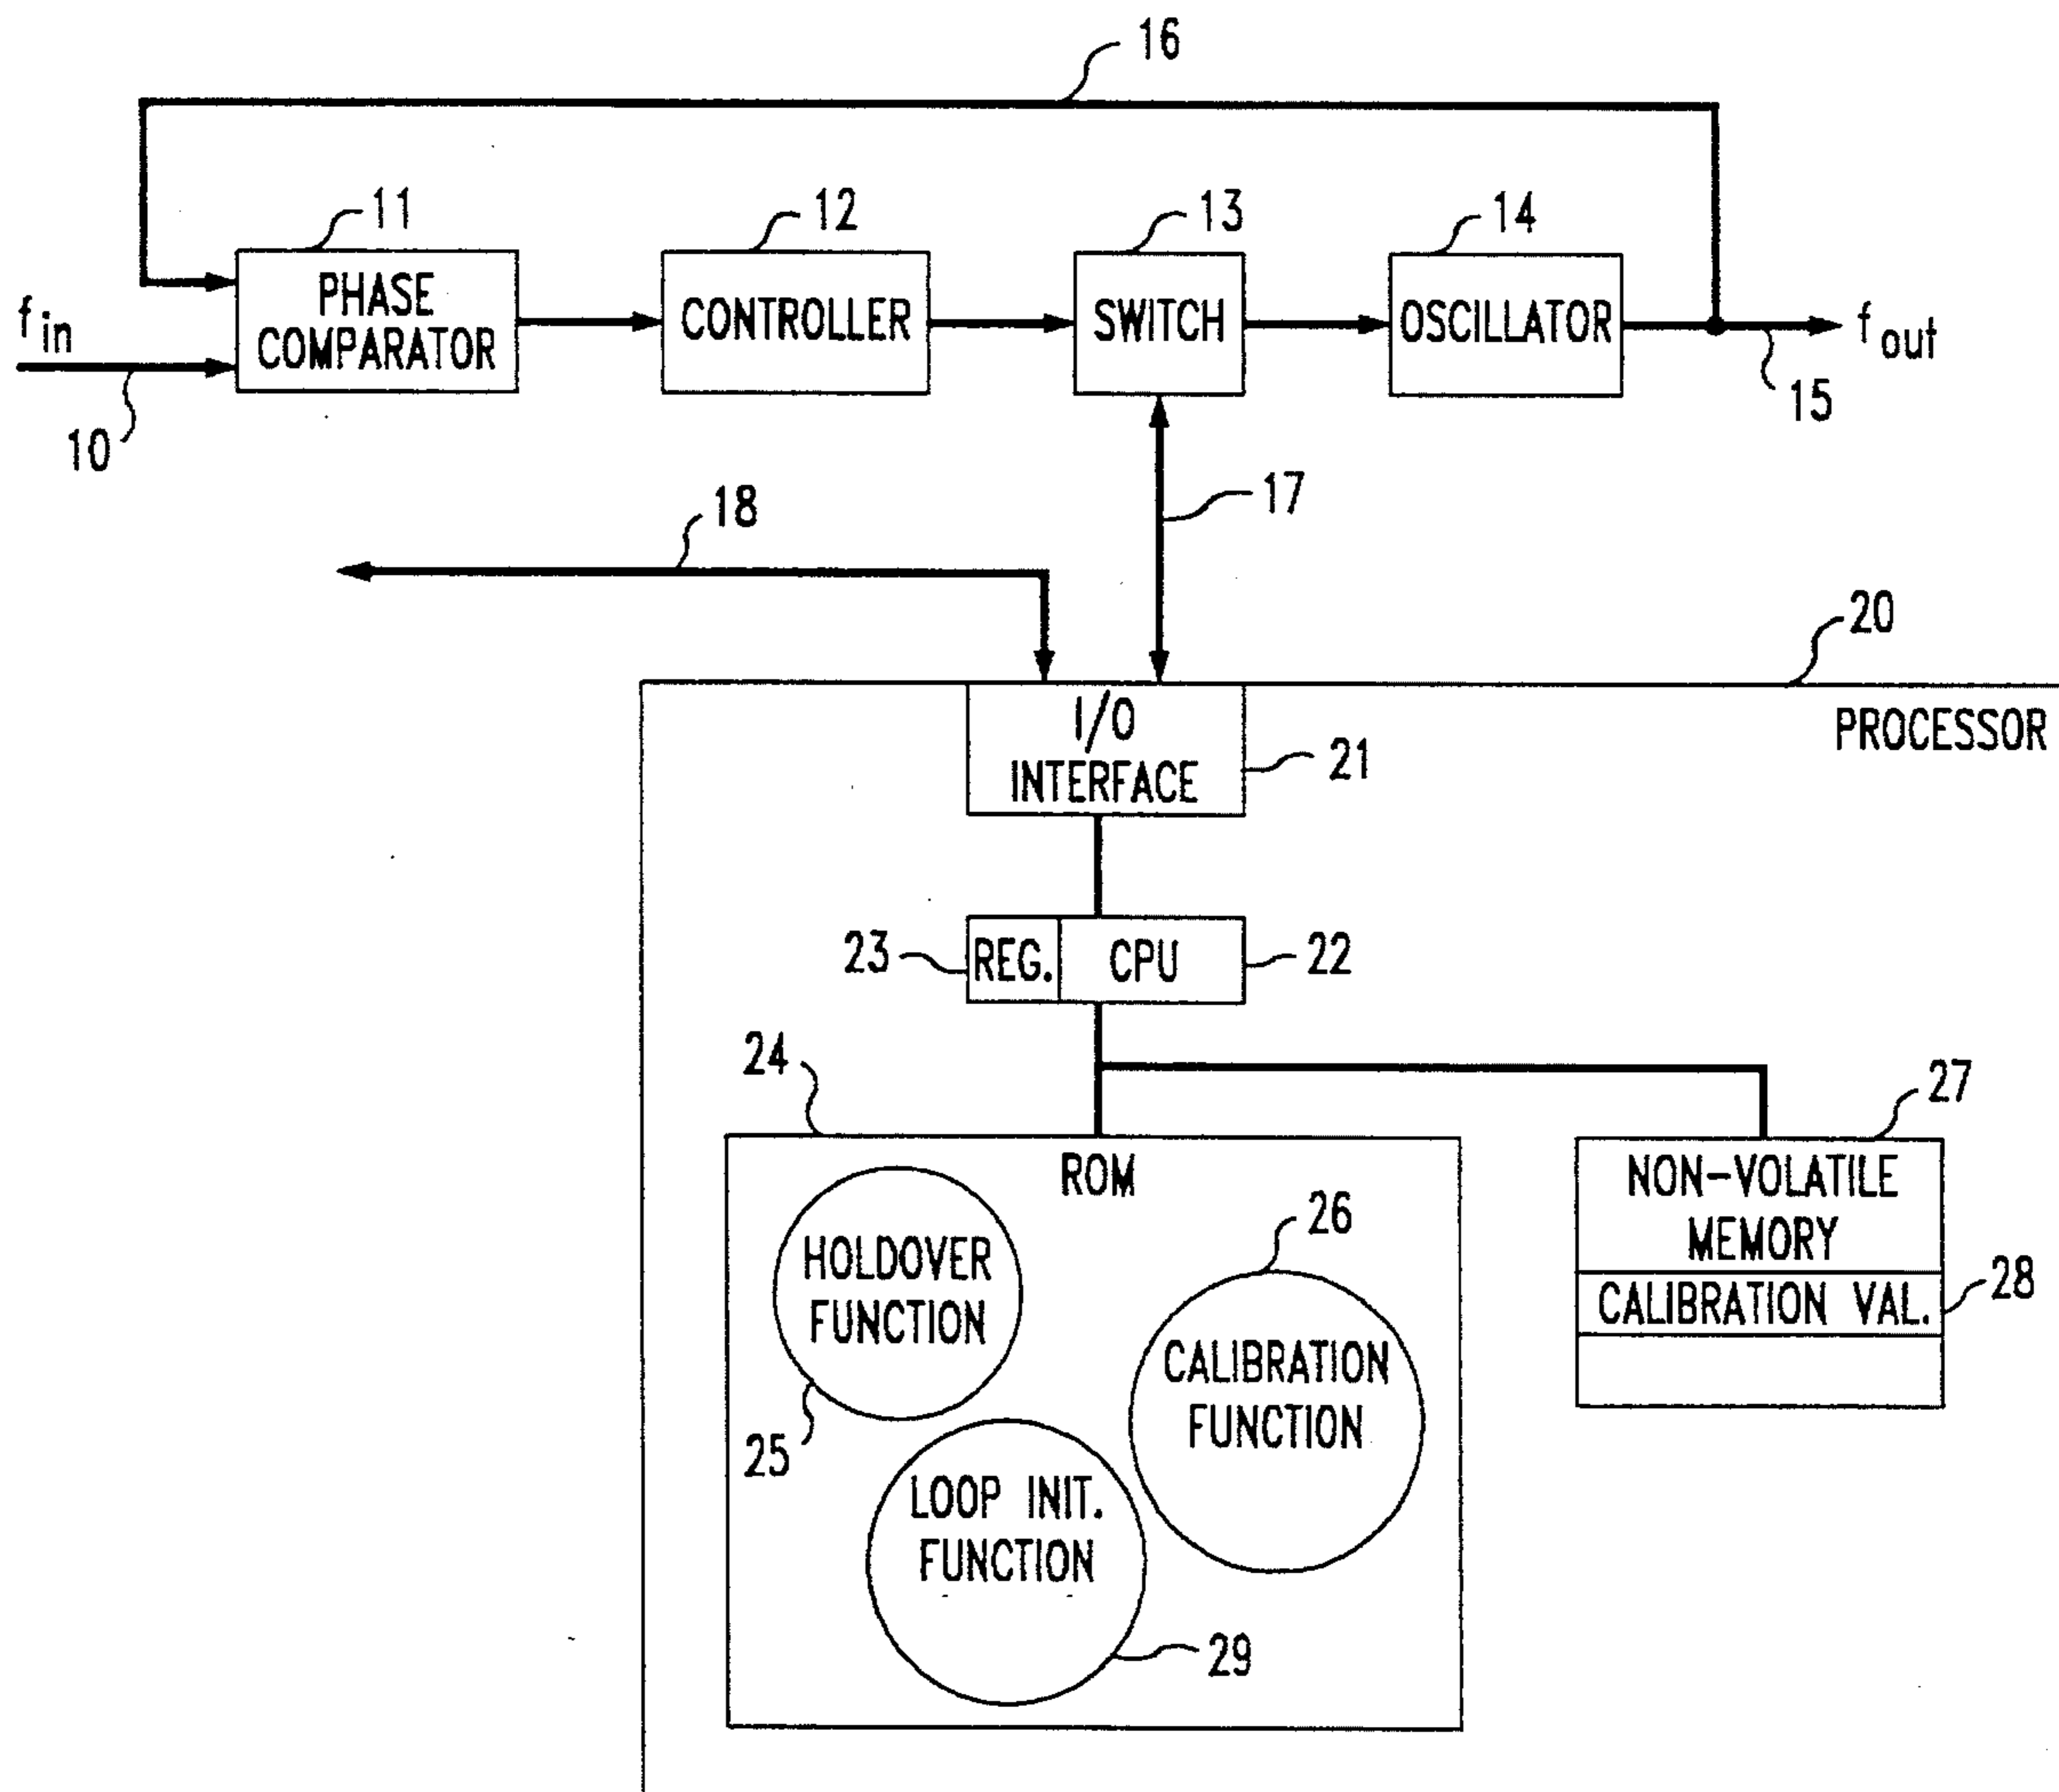 16
11
12
13
14
f in
PHASE
COMPARATOR
CONTROLLER
SWITCH
OSCILLATOR
f out
10
15
18
17
20
PROCESSOR
I/O
INTERFACE
21
23
REG.
CPU
22
24
27
ROM
NON-VOLATILE
MEMORY
26
HOLDOVER
FUNCTION
CALIBRATION VAL.
28
CALIBRATION
FUNCTION
25
LOOP INIT.
FUNCTION
29